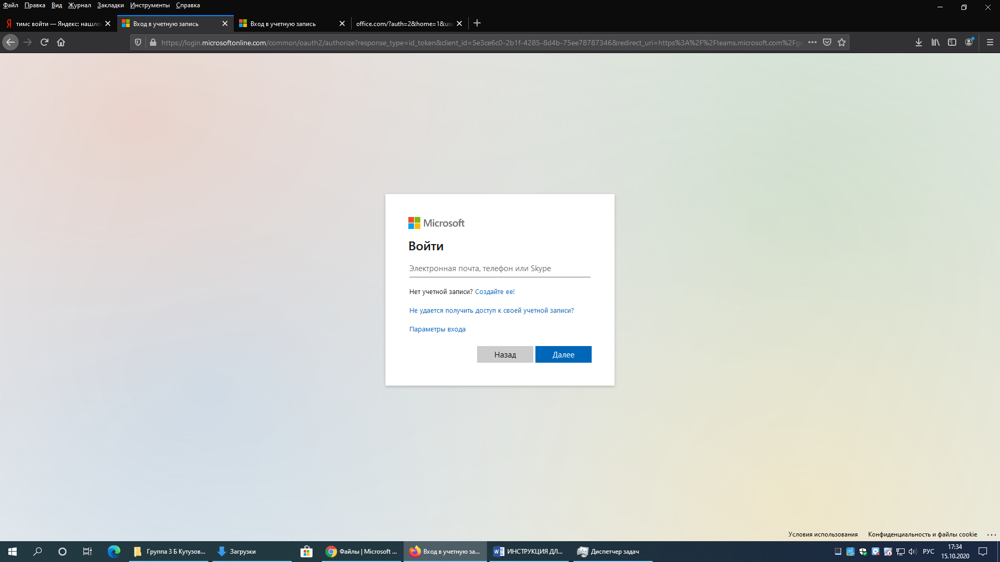 Файл Правка Вид Журнал Закладки Инструменты Справка
тимс войти — Яндекс: нашло Вход в учетную запись Вход в учетную запись office.com/?auth=2&home=1&use
https://login.microsoftonline.com/common/oauth2/authorize?response_type=id_token&client_id=5e3ce6c0-2b1f-4285-8d4b-75ee78787346&redirect_uri=https%3A%2F%2Fteams.microsoft.com%2Fgo
Microsoft
Войти
Электронная почта, телефон или Skype
Нет учетной записи? Создайте ее!
Не удается получить доступ к своей учетной записи?
Параметры входа
Назад Далее
Условия использования Конфиденциальность и файлы cookie ...
Группа 3 Б Кутузов... Загрузки Файлы | Microsoft ... Вход в учетную за... ИНСТРУКЦИЯ ДЛ... Диспетчер задач РУС 17:34
15.10.2020